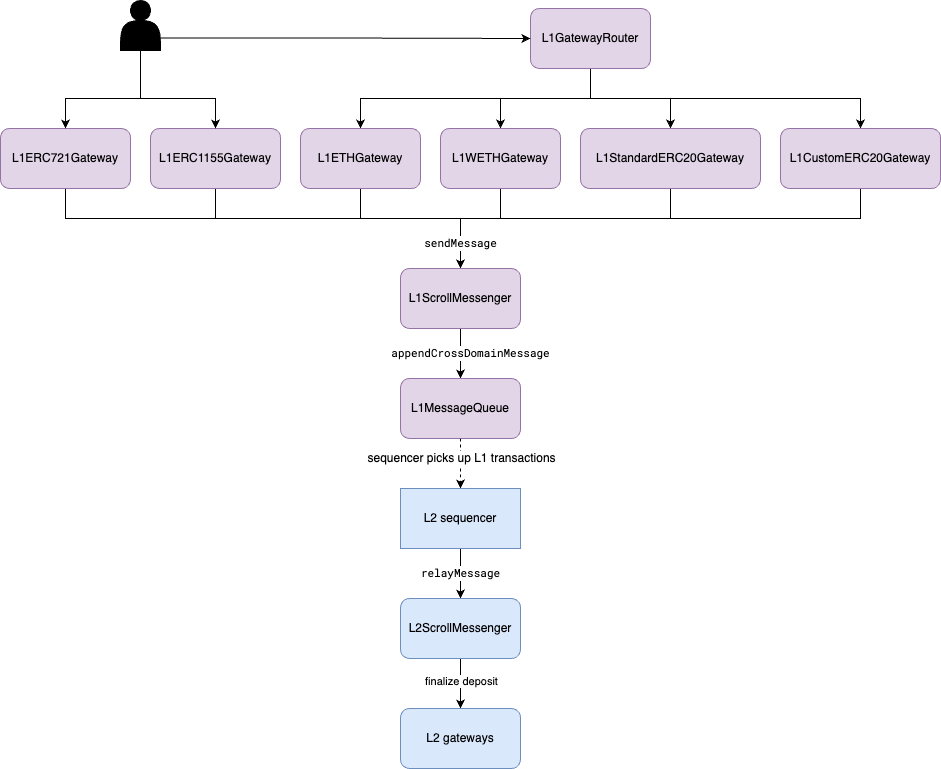 L1GatewayRouter
L1ERC721Gateway
L1ERC1155Gateway
L1ETHGateway
L1WETHGateway
L1StandardERC20Gateway
L1CustomERC20Gateway
sendMessage
L1ScrollMessenger
appendCrossDomainMessage
L1MessageQueue
sequencer picks up L1 transactions
L2 sequencer
relayMessage
L2ScrollMessenger
finalize deposit
L2 gateways